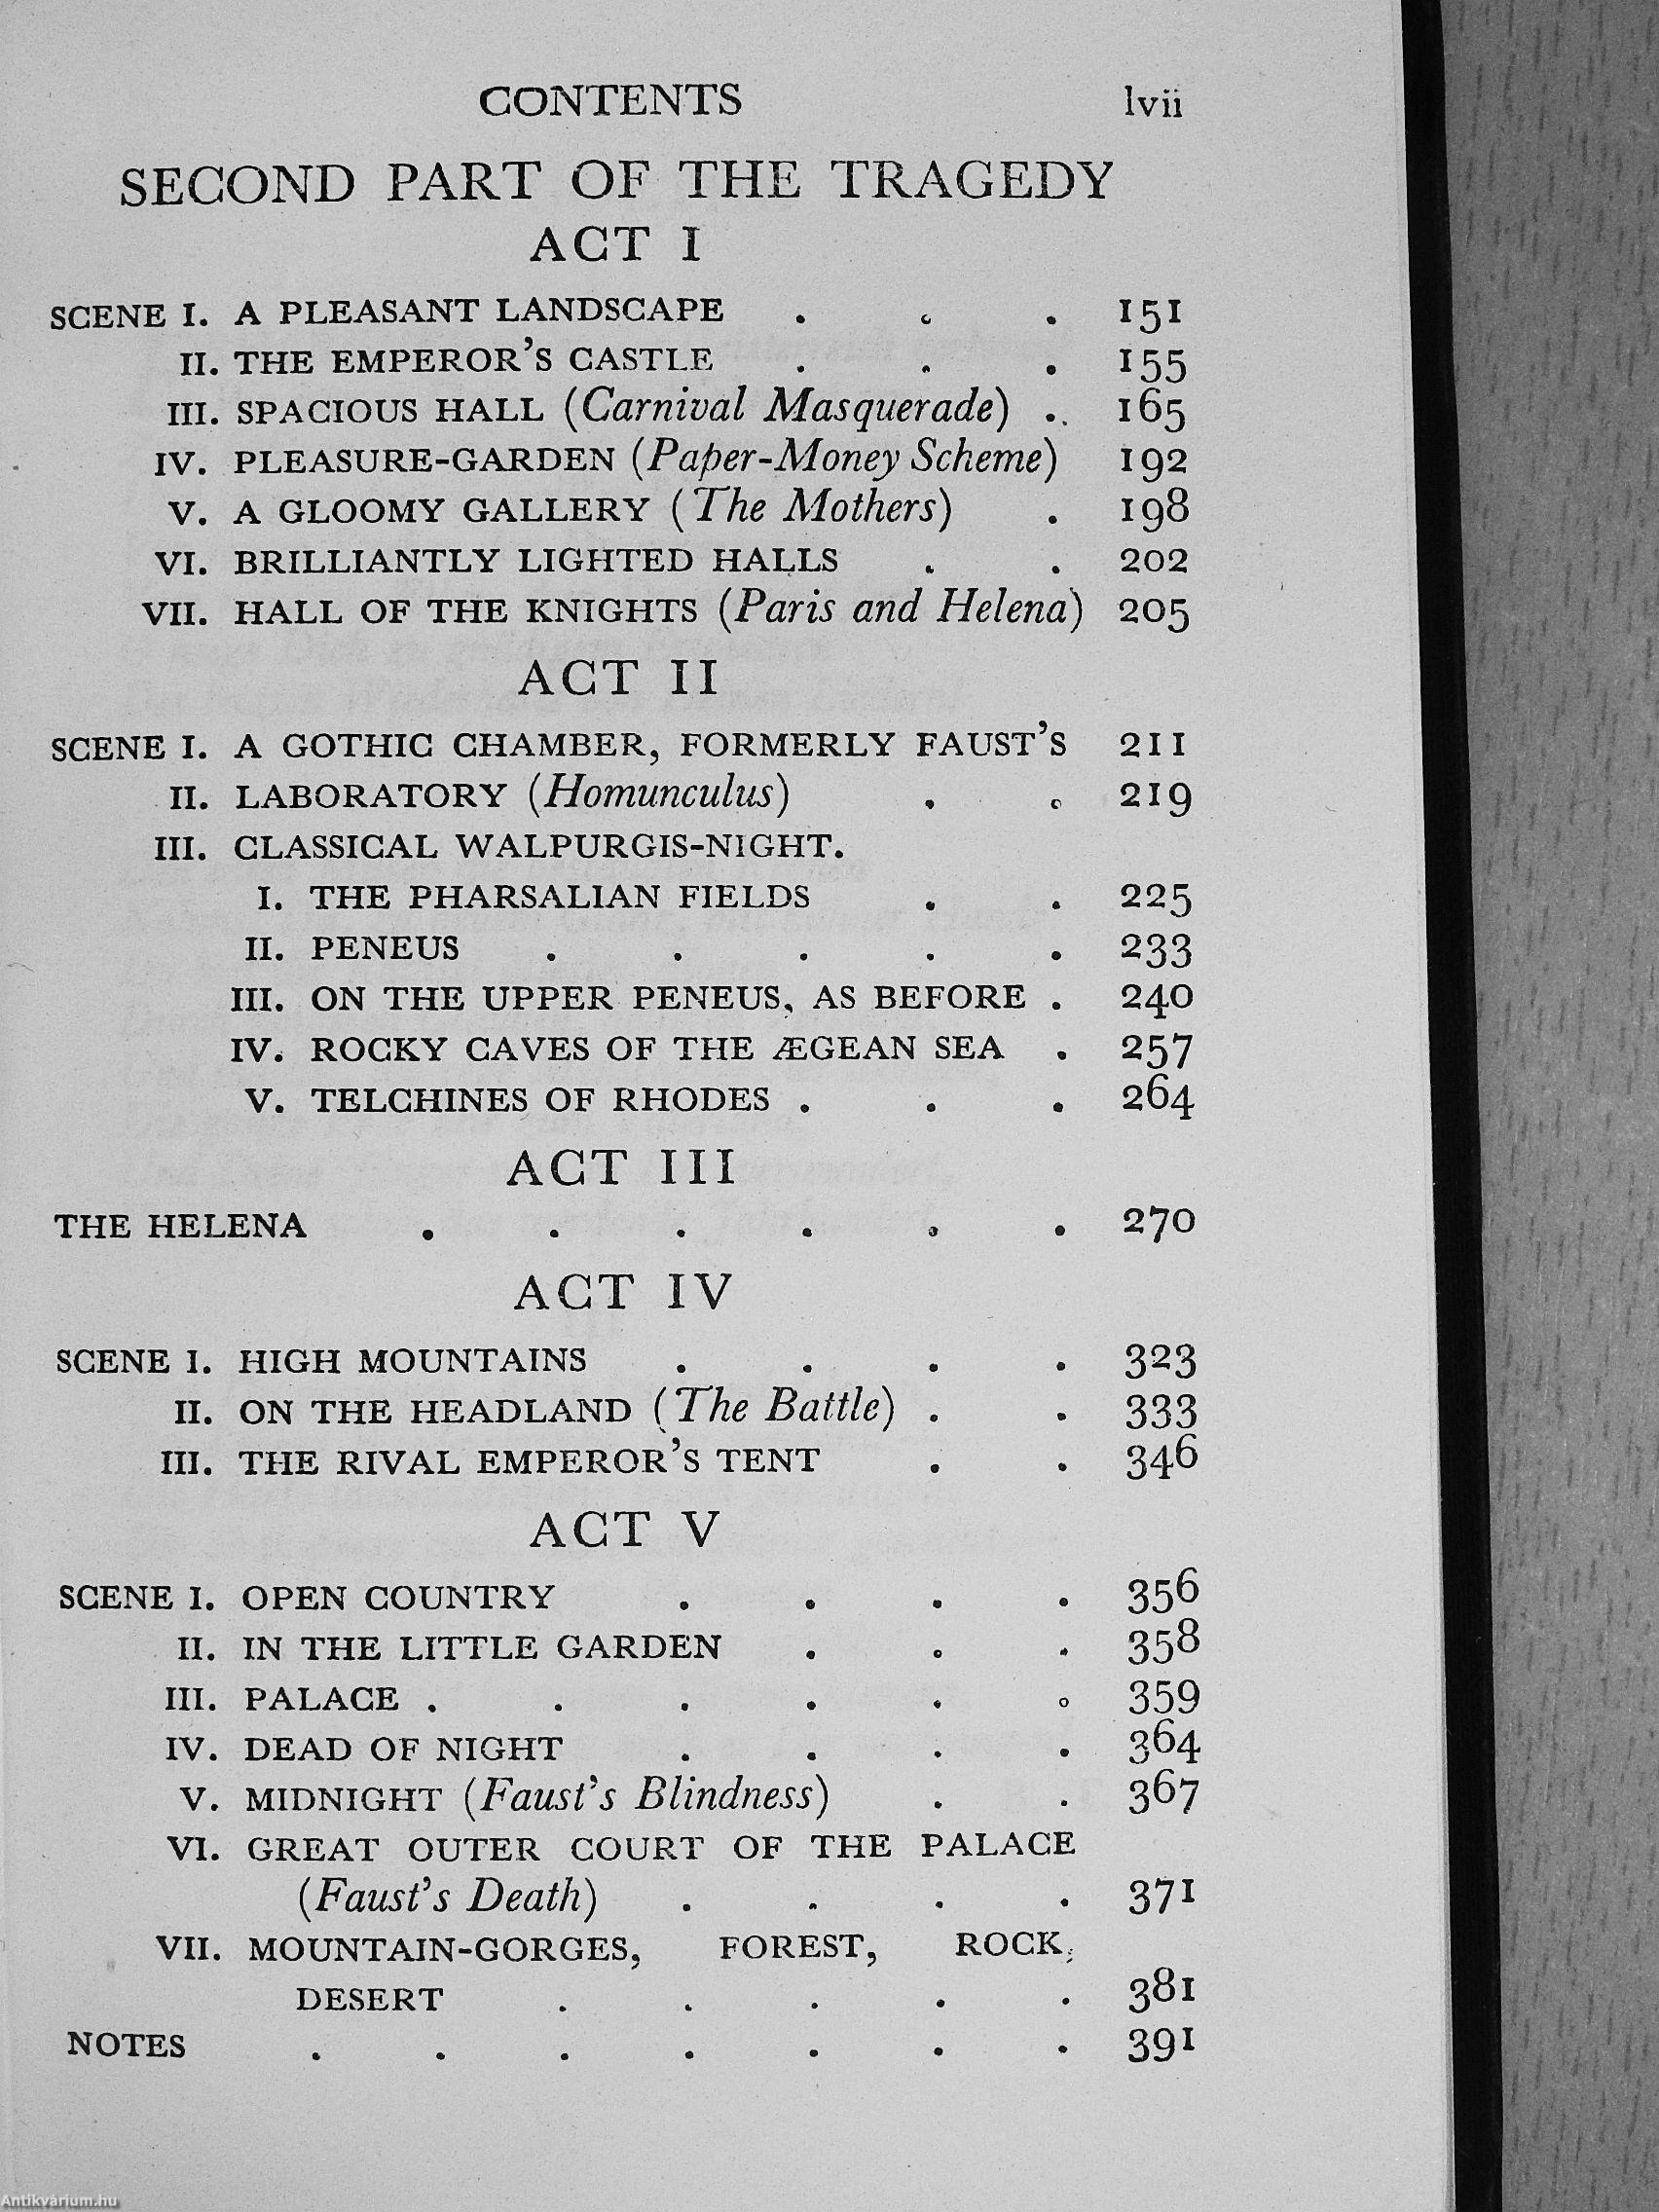 CONTENTS lvii
SECOND PART OF THE TRAGEDY
ACT I
SCENE I. A PLEASANT LANDSCAPE . . . 151
II. THE EMPEROR'S CASTLE . . . 155
III. SPACIOUS HALL (Carnival Masquerade) . 165
IV. PLEASURE-GARDEN (Paper-Money Scheme) 192
V. A GLOOMY GALLERY (The Mothers) . 198
VI. BRILLIANTLY LIGHTED HALLS . . 202
VII. HALL OF THE KNIGHTS (Paris and Helena) 205
ACT II
SCENE I. A GOTHIC CHAMBER, FORMERLY FAUST'S 211
II. LABORATORY (Homunculus) . . 219
III. CLASSICAL WALPURGIS-NIGHT.
I. THE PHARSALIAN FIELDS . . 225
II. PENEUS . . . . . 233
III. ON THE UPPER PENEUS, AS BEFORE . 240
IV. ROCKY CAVES OF THE ÆGEAN SEA . 257
V. TELCHINES OF RHODES . . . 264
ACT III
THE HELENA . . . . . . 270
ACT IV
SCENE I. HIGH MOUNTAINS . . . . 323
II. ON THE HEADLAND (The Battle) . . 333
III. THE RIVAL EMPEROR'S TENT . . 346
ACT V
SCENE I. OPEN COUNTRY . . . . 356
II. IN THE LITTLE GARDEN . . . 358
III. PALACE . . . . . . 359
IV. DEAD OF NIGHT . . . . 364
V. MIDNIGHT (Faust's Blindness) . . 367
VI. GREAT OUTER COURT OF THE PALACE
(Faust's Death) . . . . 371
VII. MOUNTAIN-GORGES, FOREST, ROCK,
DESERT . . . . . 381
NOTES . . . . . . . 391
Antikvárium.hu